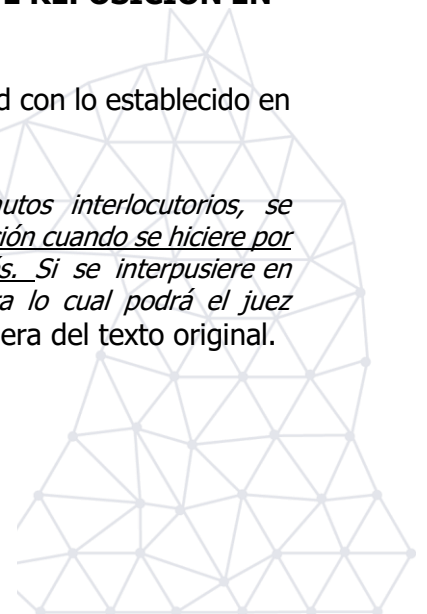 REPOSICIÓN EN
d con lo establecido en
utos interlocutorios, se
ión cuando se hiciere por
s. Si se interpusiere en
a lo cual podrá el juez
era del texto original.